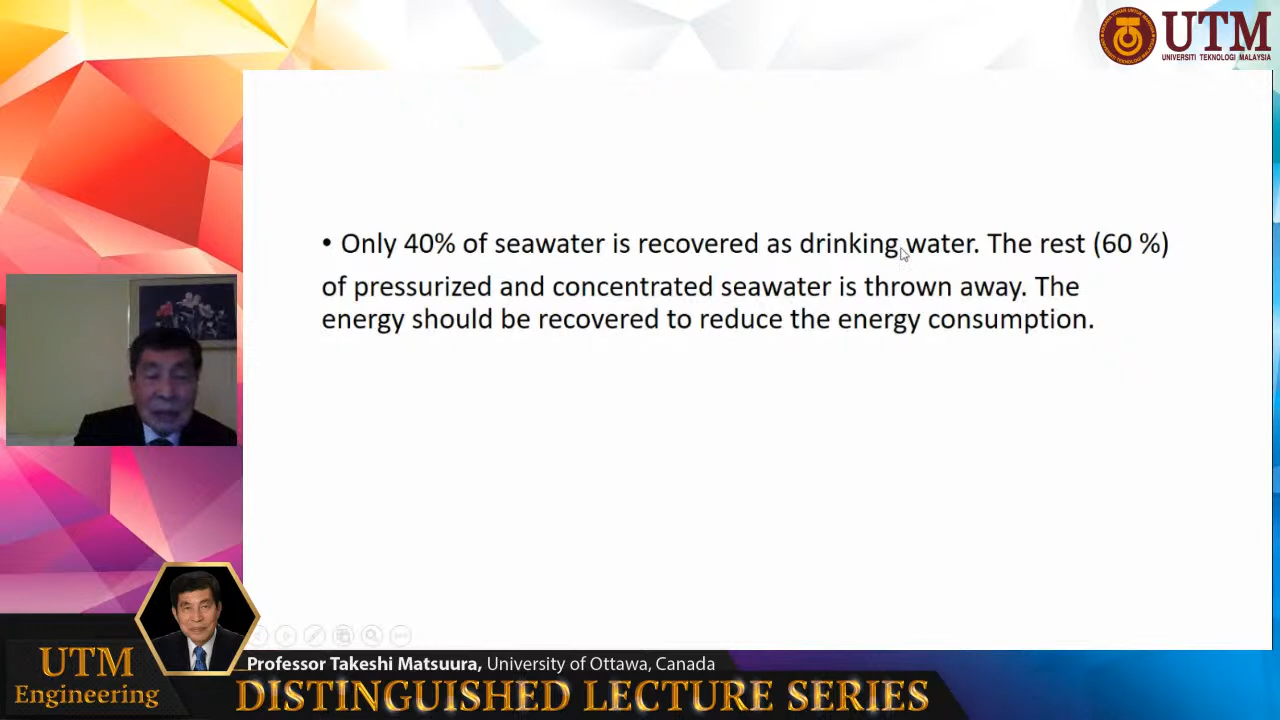 UTM
UNIVERSITI TEKNOLOGI MALAYSIA
• Only 40% of seawater is recovered as drinking water. The rest (60 %)
of pressurized and concentrated seawater is thrown away. The
energy should be recovered to reduce the energy consumption.
Professor Takeshi Matsuura, University of Ottawa, Canada
UTM
Engineering
DISTINGUISHED LECTURE SERIES